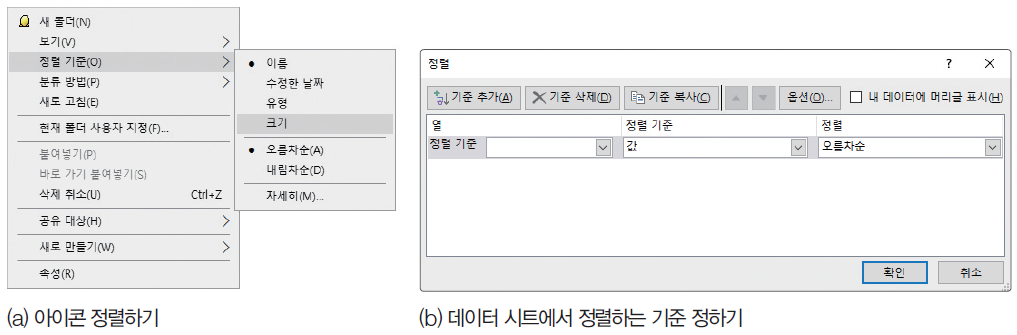 새 폴더(N)
보기(V)
정렬 기준(O)
분류 방법(P)
새로 고침(E)
현재 폴더 사용자 지정(F)...
붙여넣기(P)
바로 가기 붙여넣기(S)
삭제 취소(U) Ctrl+Z
공유 대상(H)
새로 만들기(W)
속성(R)
이름
수정한 날짜
유형
크기
오름차순(A)
내림차순(D)
자세히(M)...
(a) 아이콘 정렬하기
정렬 ?
기준 추가(A) 기준 삭제(D) 기준 복사(C) 옵션(O)... 내 데이터에 머리글 표시(H)
열 정렬 기준 정렬
정렬 기준 값 오름차순
확인 취소
(b) 데이터 시트에서 정렬하는 기준 정하기